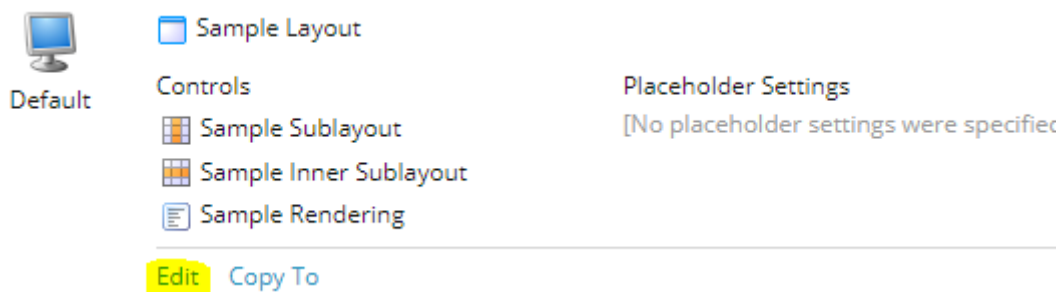 Sample Layout
Default
Controls
Placeholder Settings
Sample Sublayout
[No placeholder settings were specified
Sample Inner Sublayout
Sample Rendering
Edit Copy To